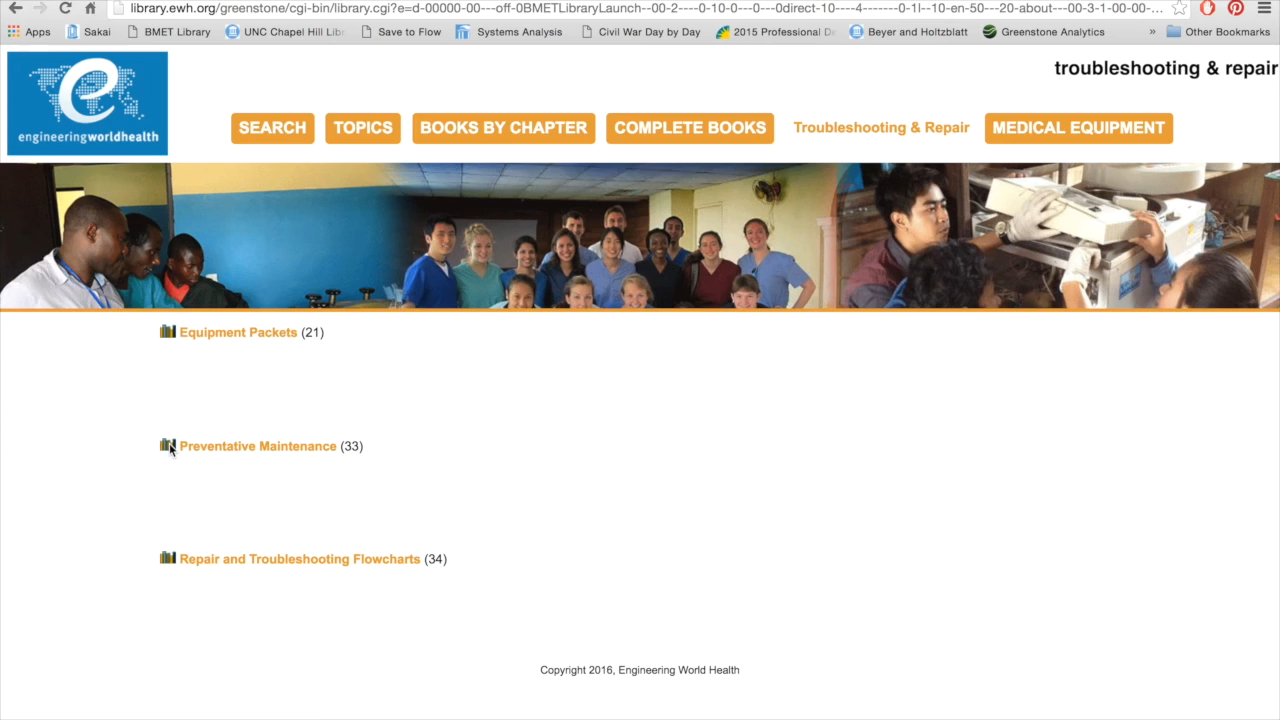 library.ewh.org/greenstone/cgi-bin/library.cgi?e=d-00000-00---off-0BMETLibraryLaunch--00-2----0-10-0---0---0direct-10----4-------0-1l--10-en-50---20-about---00-3-1-00-00-...
Apps Sakai BMET Library UNC Chapel Hill Libr Save to Flow Systems Analysis Civil War Day by Day 2015 Professional De Beyer and Holtzblatt Greenstone Analytics » Other Bookmarks
troubleshooting & repair
e
engineeringworldhealth
SEARCH TOPICS BOOKS BY CHAPTER COMPLETE BOOKS Troubleshooting & Repair MEDICAL EQUIPMENT
Equipment Packets (21)
Preventative Maintenance (33)
Repair and Troubleshooting Flowcharts (34)
Copyright 2016, Engineering World Health